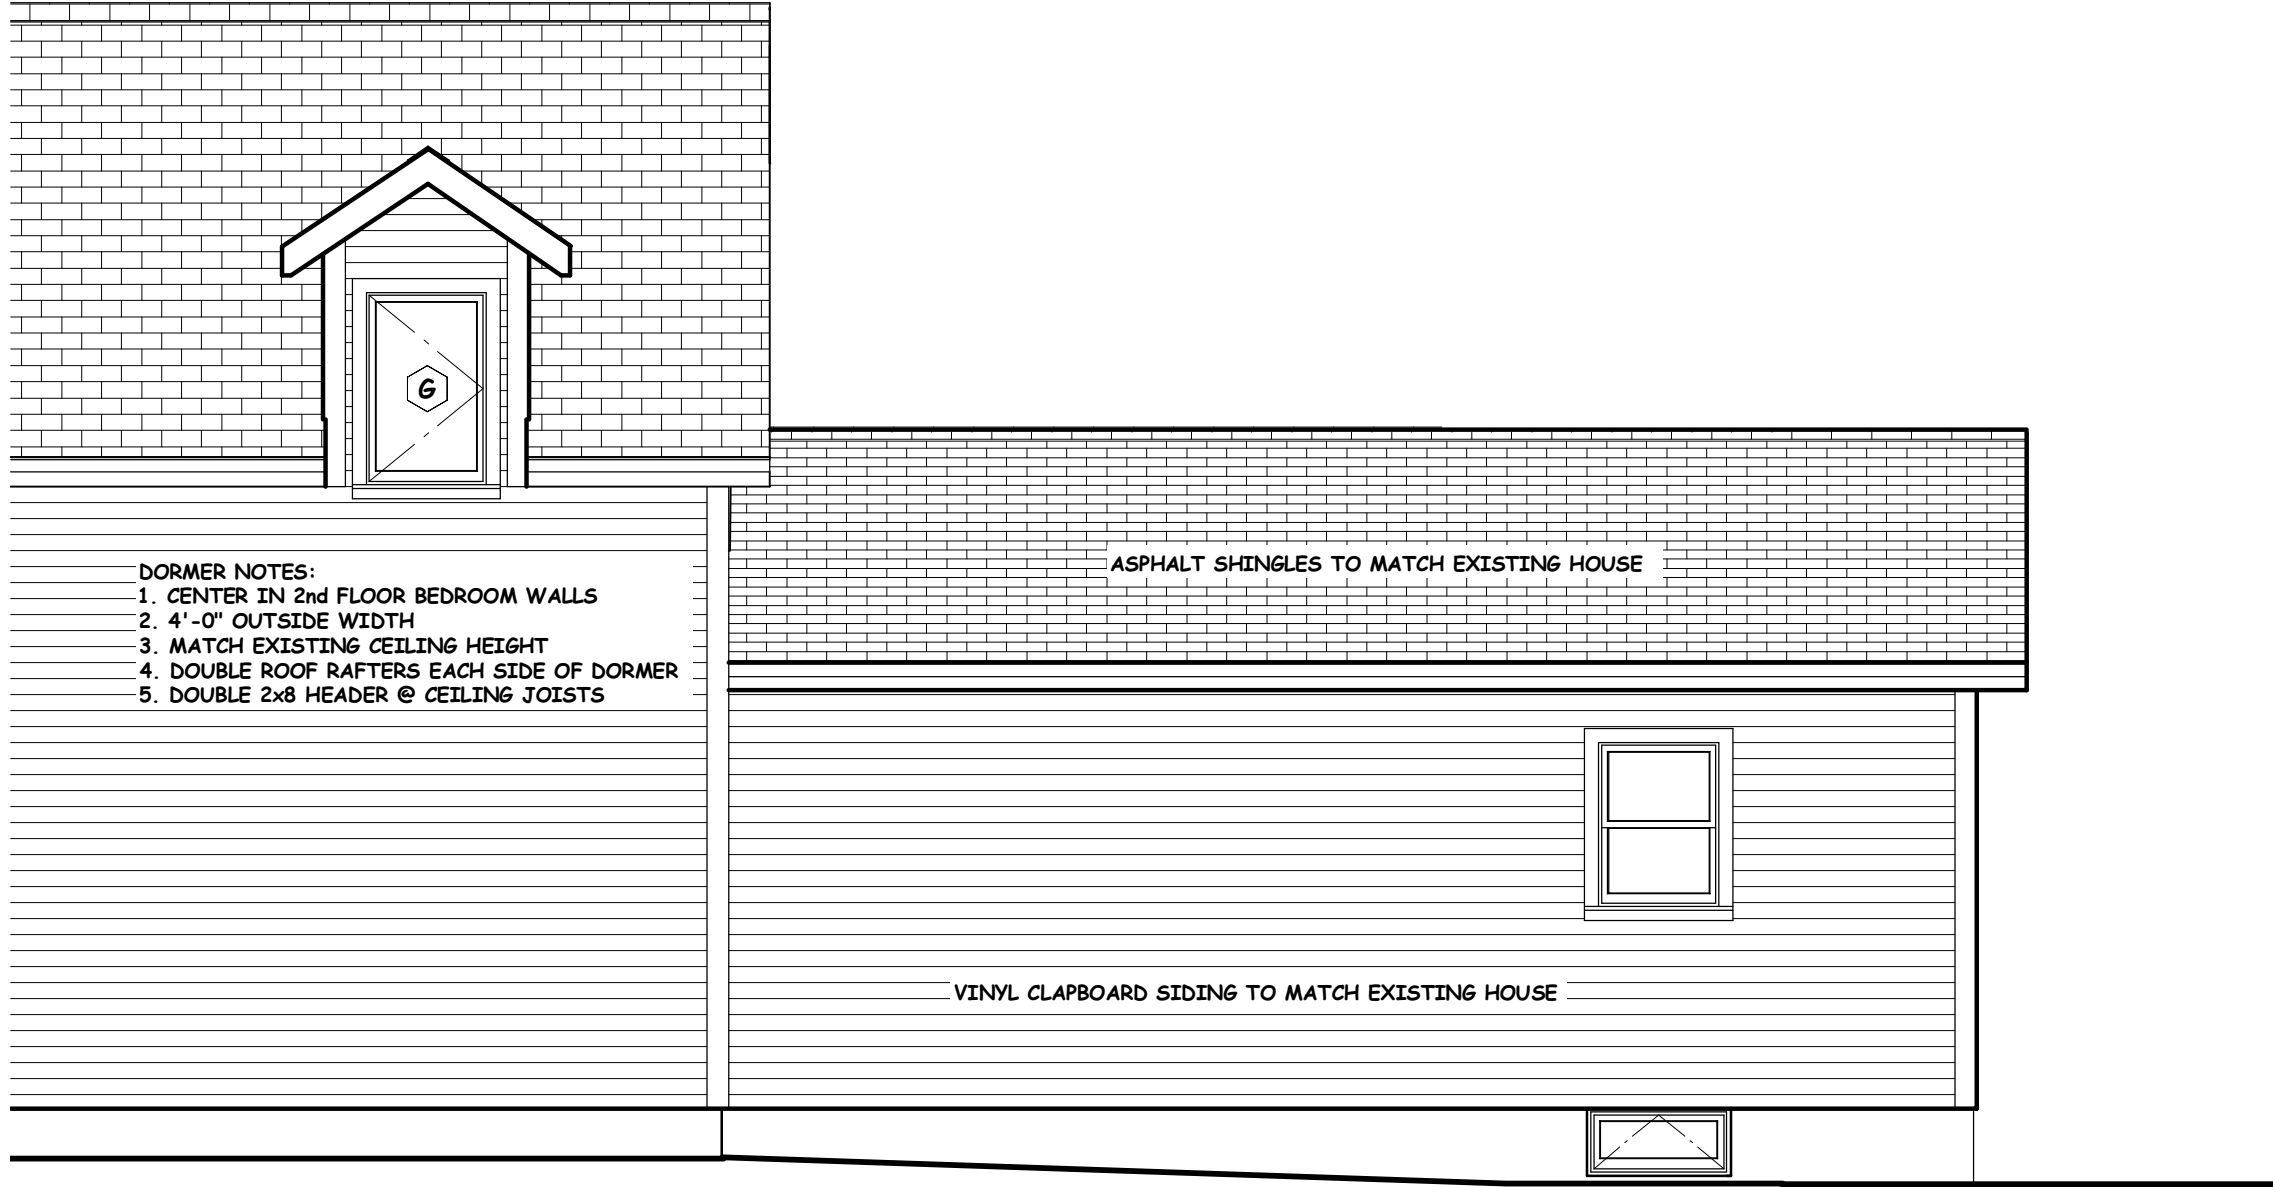 G
DORMER NOTES:
1. CENTER IN 2nd FLOOR BEDROOM WALLS
2. 4'-0" OUTSIDE WIDTH
3. MATCH EXISTING CEILING HEIGHT
4. DOUBLE ROOF RAFTERS EACH SIDE OF DORMER
5. DOUBLE 2x8 HEADER @ CEILING JOISTS
ASPHALT SHINGLES TO MATCH EXISTING HOUSE
VINYL CLAPBOARD SIDING TO MATCH EXISTING HOUSE